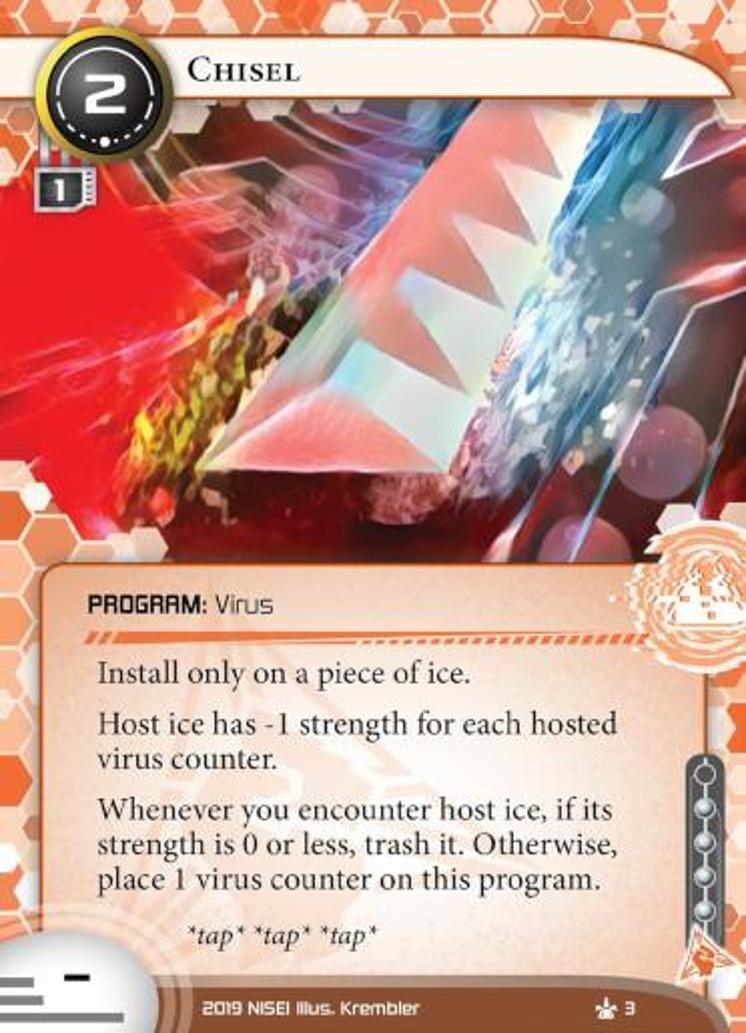 2
CHISEL
1
PROGRAM: Virus
Install only on a piece of ice.
Host ice has -1 strength for each hosted
virus counter.
Whenever you encounter host ice, if its
strength is 0 or less, trash it. Otherwise,
place 1 virus counter on this program.
*tap* *tap* *tap*
-
2019 NISEI Illus. Krembler
3